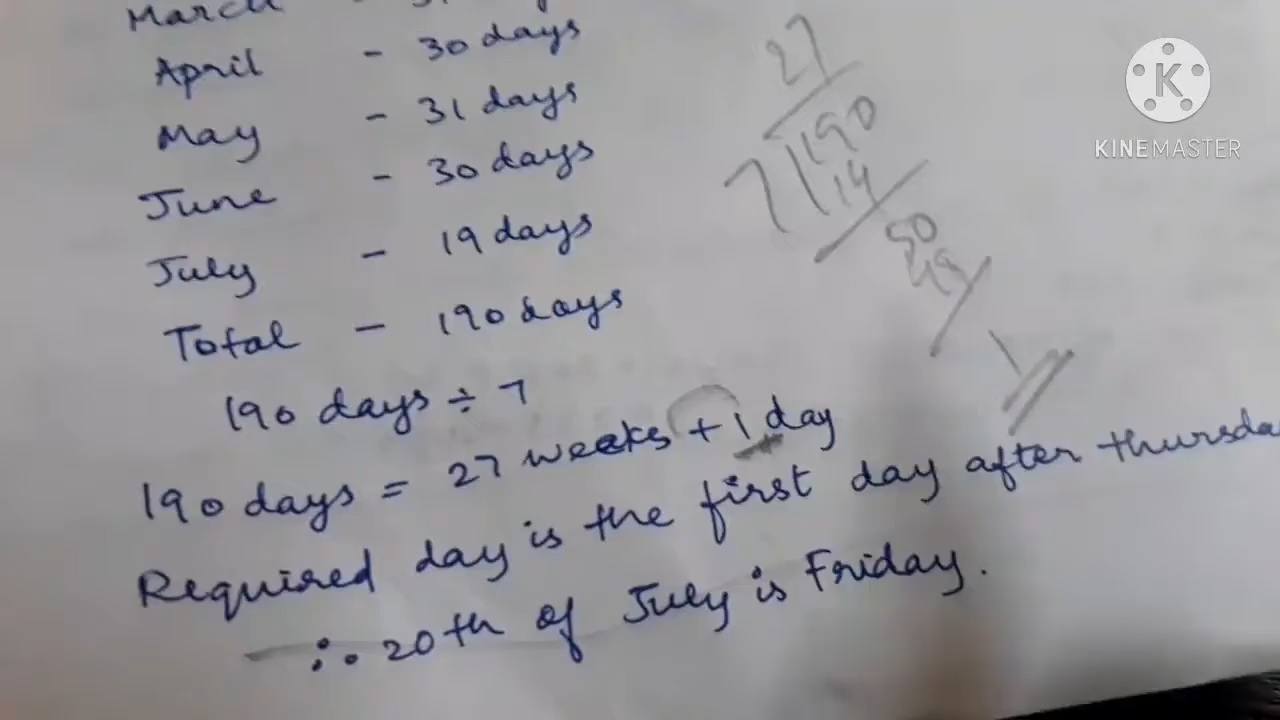 March
April - 30 days
May - 31 days
June - 30 days
July - 19 days
Total - 190 days
190 days ÷ 7
190 days = 27 weeks + 1 day
Required day is the first day after thursda
∴ 20th of July is Friday.
27
7 190
14
50
49
1
KINEMASTER